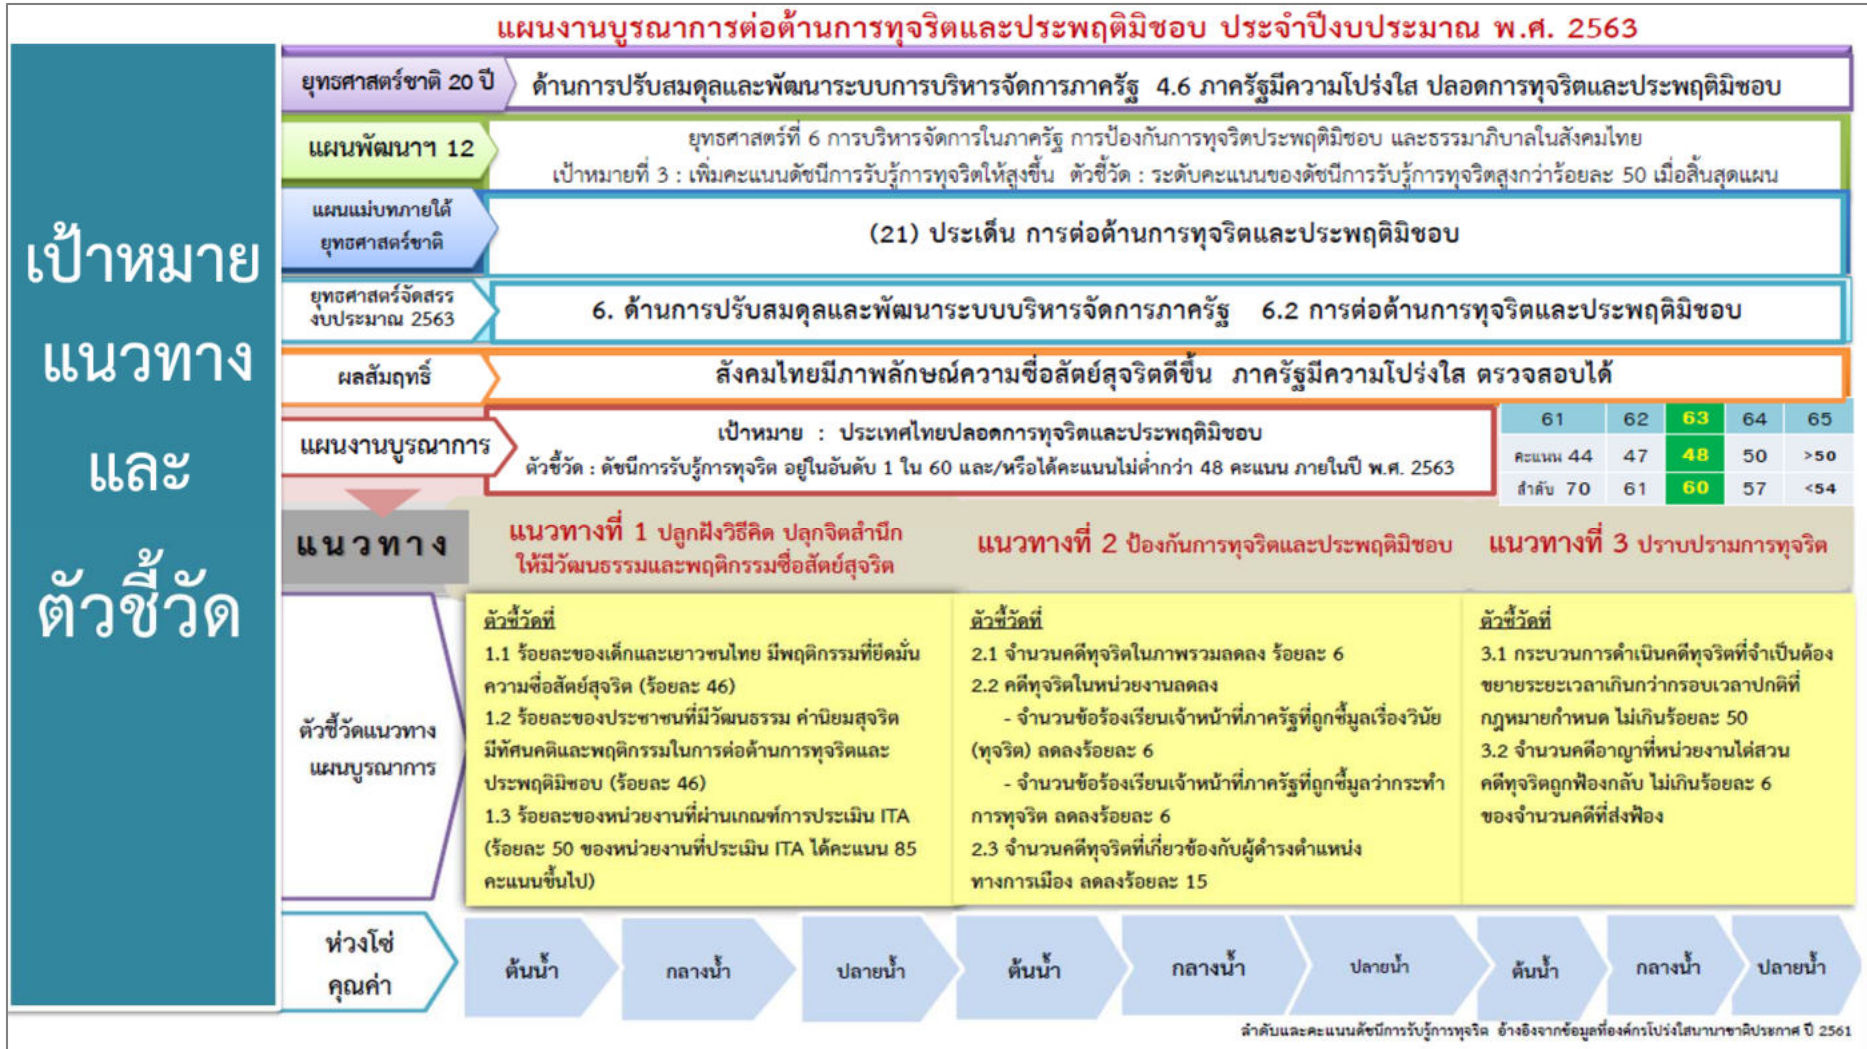 แผนงานบูรณาการต่อต้านการทุจริตและประพฤติมิชอบ ประจำปีงบประมาณ พ.ศ. 2563
เป้าหมาย
แนวทาง
และ
ตัวชี้วัด
ยุทธศาสตร์ชาติ 20 ปี
ด้านการปรับสมดุลและพัฒนาระบบการบริหารจัดการภาครัฐ 4.6 ภาครัฐมีความโปร่งใส ปลอดการทุจริตและประพฤติมิชอบ
แผนพัฒนาฯ 12
ยุทธศาสตร์ที่ 6 การบริหารจัดการในภาครัฐ การป้องกันการทุจริตประพฤติมิชอบ และธรรมาภิบาลในสังคมไทย
เป้าหมายที่ 3 : เพิ่มคะแนนดัชนีการรับรู้การทุจริตให้สูงขึ้น ตัวชี้วัด : ระดับคะแนนของดัชนีการรับรู้การทุจริตสูงกว่าร้อยละ 50 เมื่อสิ้นสุดแผน
แผนแม่บทภายใต้
ยุทธศาสตร์ชาติ
(21) ประเด็น การต่อต้านการทุจริตและประพฤติมิชอบ
ยุทธศาสตร์จัดสรร
งบประมาณ 2563
6. ด้านการปรับสมดุลและพัฒนาระบบบริหารจัดการภาครัฐ 6.2 การต่อต้านการทุจริตและประพฤติมิชอบ
ผลสัมฤทธิ์
สังคมไทยมีภาพลักษณ์ความซื่อสัตย์สุจริตดีขึ้น ภาครัฐมีความโปร่งใส ตรวจสอบได้
แผนงานบูรณาการ
เป้าหมาย : ประเทศไทยปลอดการทุจริตและประพฤติมิชอบ
ตัวชี้วัด : ดัชนีการรับรู้การทุจริต อยู่ในอันดับ 1 ใน 60 และ/หรือได้คะแนนไม่ต่ำกว่า 48 คะแนน ภายในปี พ.ศ. 2563
61 62 63 64 65
คะแนน 44 47 48 50 >50
ลำดับ 70 61 60 57 <54
แนวทาง
แนวทางที่ 1 ปลูกฝังวิธีคิด ปลุกจิตสำนึก
ให้มีวัฒนธรรมและพฤติกรรมซื่อสัตย์สุจริต
แนวทางที่ 2 ป้องกันการทุจริตและประพฤติมิชอบ
แนวทางที่ 3 ปราบปรามการทุจริต
ตัวชี้วัดแนวทาง
แผนบูรณาการ
ตัวชี้วัดที่
1.1 ร้อยละของเด็กและเยาวชนไทย มีพฤติกรรมที่ยึดมั่น
ความซื่อสัตย์สุจริต (ร้อยละ 46)
1.2 ร้อยละของประชาชนที่มีวัฒนธรรม ค่านิยมสุจริต
มีทัศนคติและพฤติกรรมในการต่อต้านการทุจริตและ
ประพฤติมิชอบ (ร้อยละ 46)
1.3 ร้อยละของหน่วยงานที่ผ่านเกณฑ์การประเมิน ITA
(ร้อยละ 50 ของหน่วยงานที่ประเมิน ITA ได้คะแนน 85
คะแนนขึ้นไป)
ตัวชี้วัดที่
2.1 จำนวนคดีทุจริตในภาพรวมลดลง ร้อยละ 6
2.2 คดีทุจริตในหน่วยงานลดลง
- จำนวนข้อร้องเรียนเจ้าหน้าที่ภาครัฐที่ถูกชี้มูลเรื่องวินัย
(ทุจริต) ลดลงร้อยละ 6
- จำนวนข้อร้องเรียนเจ้าหน้าที่ภาครัฐที่ถูกชี้มูลว่ากระทำ
การทุจริต ลดลงร้อยละ 6
2.3 จำนวนคดีทุจริตที่เกี่ยวข้องกับผู้ดำรงตำแหน่ง
ทางการเมือง ลดลงร้อยละ 15
ตัวชี้วัดที่
3.1 กระบวนการดำเนินคดีทุจริตที่จำเป็นต้อง
ขยายระยะเวลาเกินกว่ากรอบเวลาปกติที่
กฎหมายกำหนด ไม่เกินร้อยละ 50
3.2 จำนวนคดีอาญาที่หน่วยงานไต่สวน
คดีทุจริตถูกฟ้องกลับ ไม่เกินร้อยละ 6
ของจำนวนคดีที่ส่งฟ้อง
ห่วงโซ่
คุณค่า
ต้นน้ำ กลางน้ำ ปลายน้ำ ต้นน้ำ กลางน้ำ ปลายน้ำ ต้นน้ำ กลางน้ำ ปลายน้ำ
ลำดับและคะแนนดัชนีการรับรู้การทุจริต อ้างอิงจากข้อมูลที่องค์กรโปร่งใสนานาชาติประกาศ ปี 2561